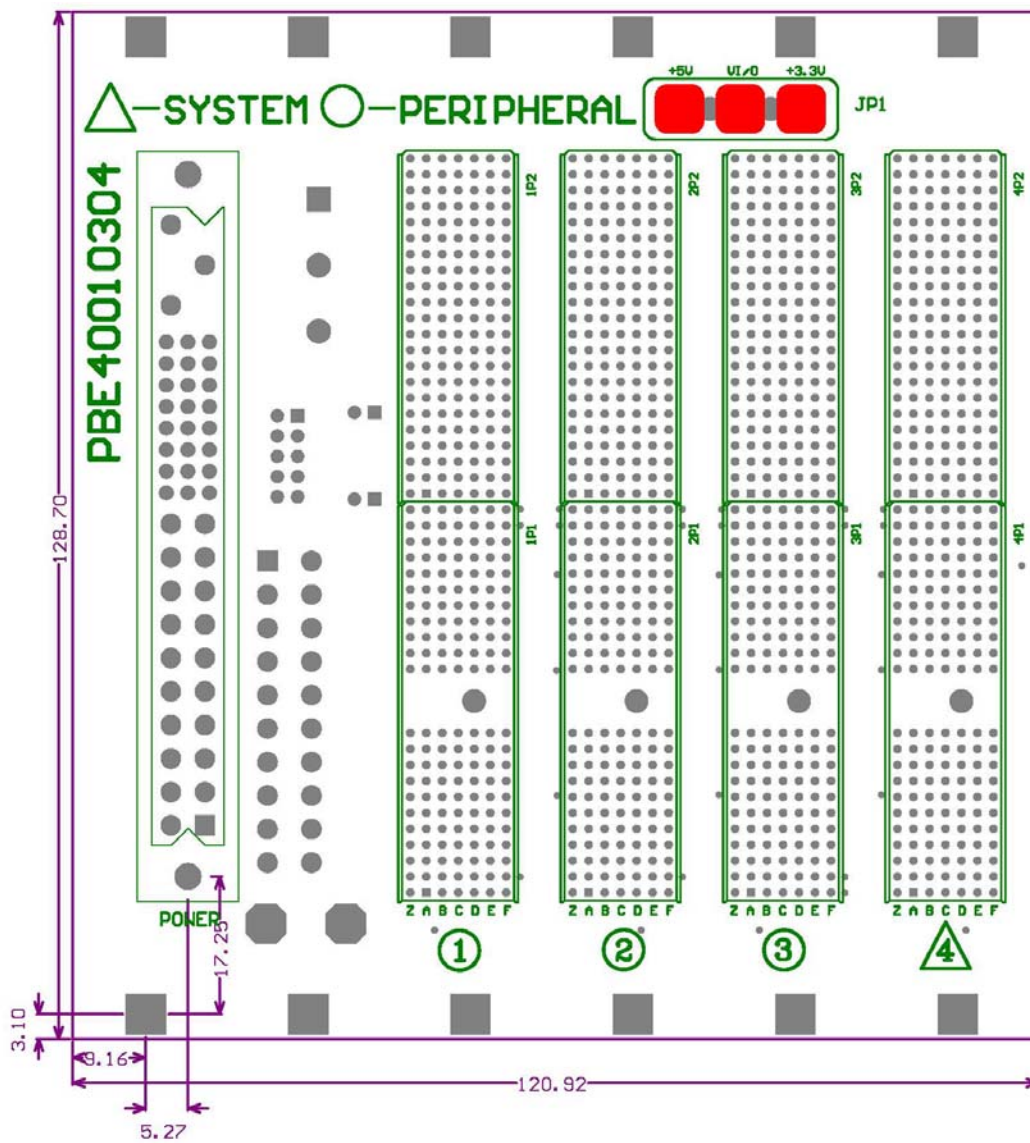 +5V VI/O +3.3V
△-SYSTEM ○-PERIPHERAL
JP1
PBE40010304
1P2
2P2
3P2
4P2
1P1
2P1
3P1
4P1
128.70
POWER
Z A B C D E F
Z A B C D E F
Z A B C D E F
Z A B C D E F
17.25
1
2
3
4
3.10
9.16
120.92
5.27